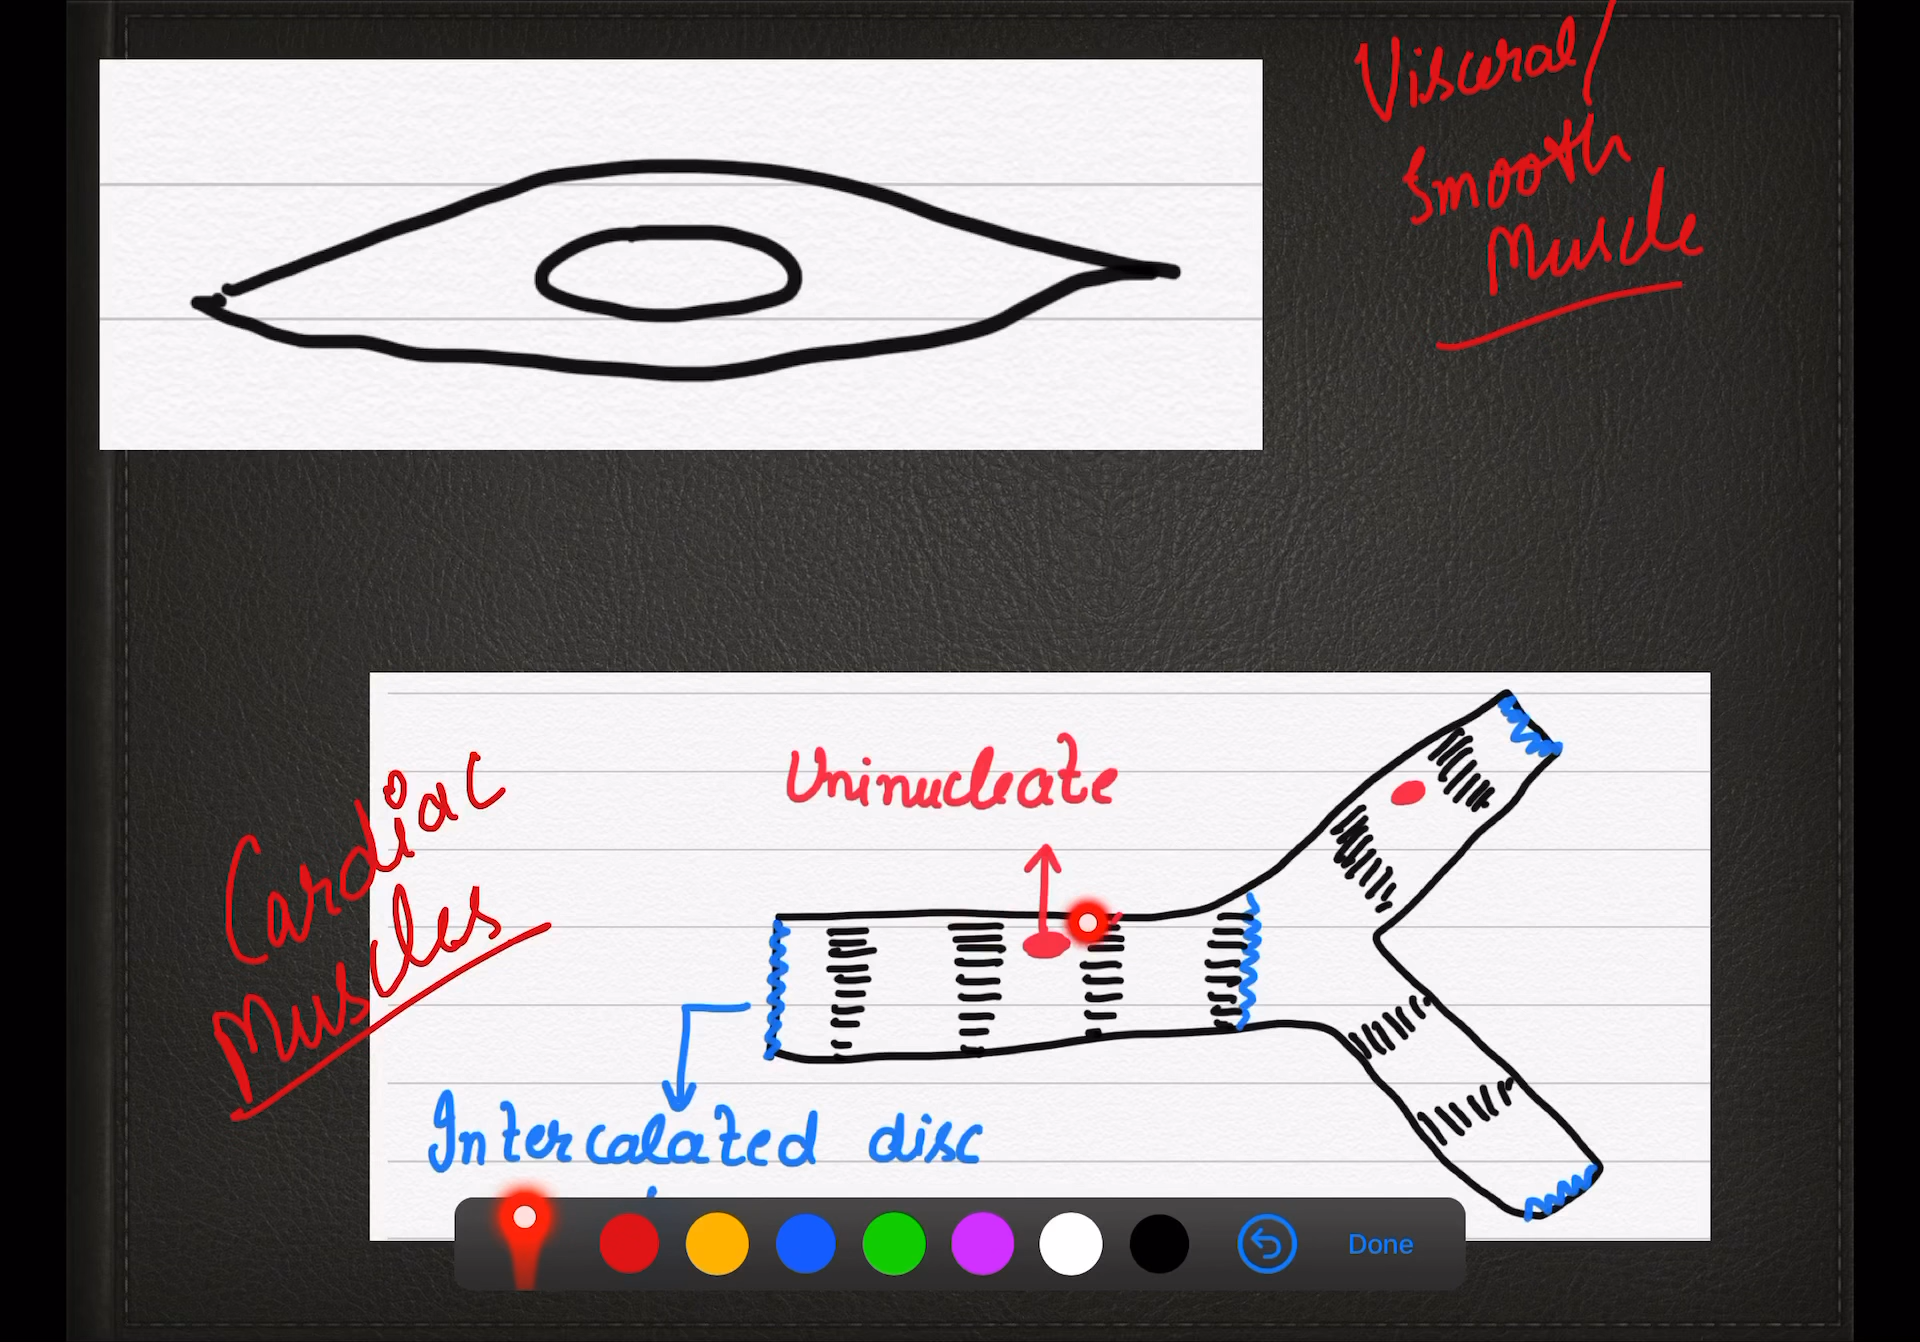 Visceral/
Smooth
Muscle
Uninucleate
Cardiac
Muscles
Intercalated disc
Done